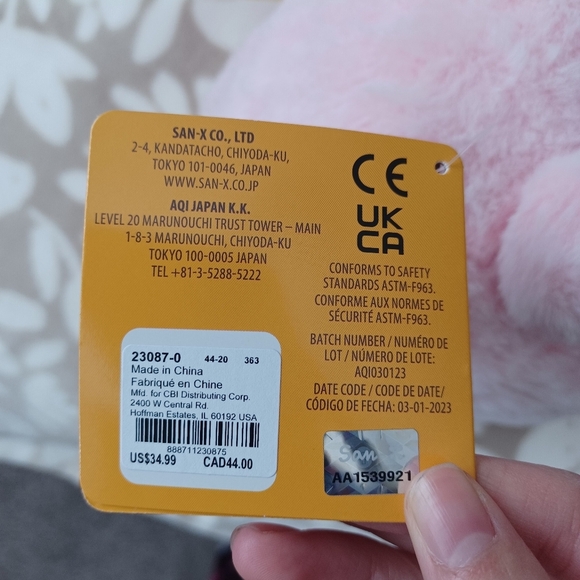 SAN-X CO., LTD
2-4, KANDATACHO, CHIYODA-KU,
TOKYO 101-0046, JAPAN
WWW.SAN-X.CO.JP
AQI JAPAN K.K.
LEVEL 20 MARUNOUCHI TRUST TOWER – MAIN
1-8-3 MARUNOUCHI, CHIYODA-KU
TOKYO 100-0005 JAPAN
TEL +81-3-5288-5222
CE
UK
CA
CONFORMS TO SAFETY
STANDARDS ASTM-F963.
CONFORME AUX NORMES DE
SÉCURITÉ ASTM-F963.
BATCH NUMBER / NUMÉRO DE
LOT / NÚMERO DE LOTE:
AQI030123
DATE CODE / CODE DE DATE/
CÓDIGO DE FECHA: 03-01-2023
23087-0 44-20 363
Made in China
Fabriqué en Chine
Mfd. for CBI Distributing Corp.
2400 W Central Rd.
Hoffman Estates, IL 60192 USA
888711230875
US$34.99 CAD44.00
San
AA1539921